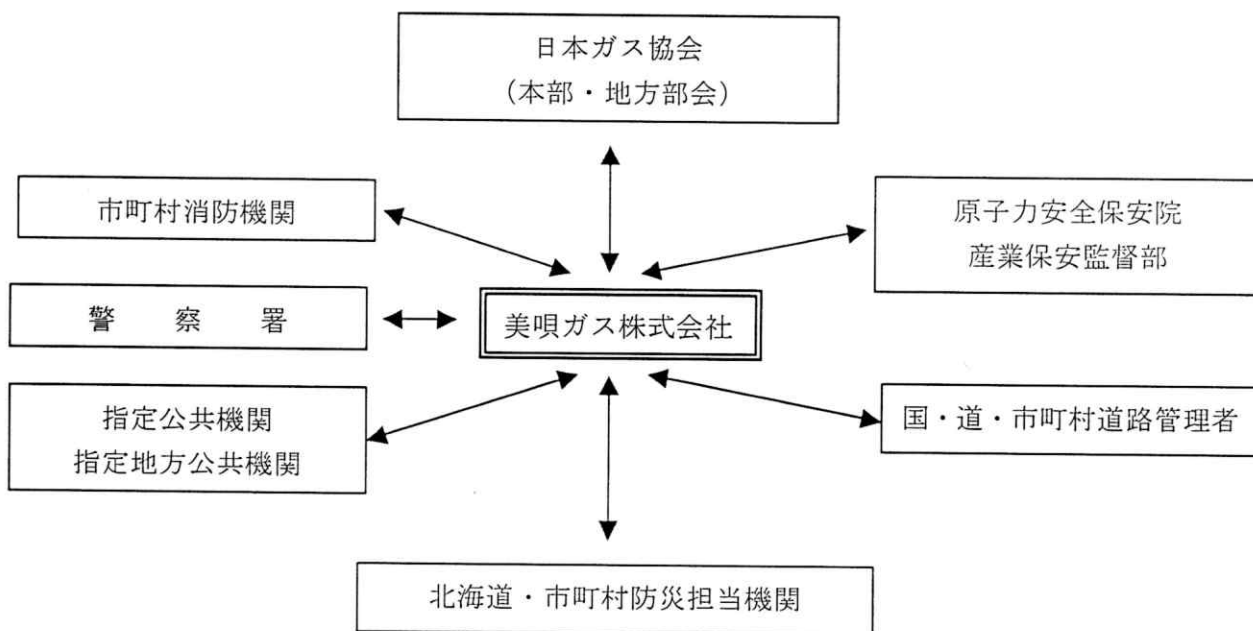 日本ガス協会
(本部・地方部会)
市町村消防機関
原子力安全保安院
産業保安監督部
警察署
美唄ガス株式会社
指定公共機関
指定地方公共機関
国・道・市町村道路管理者
北海道・市町村防災担当機関